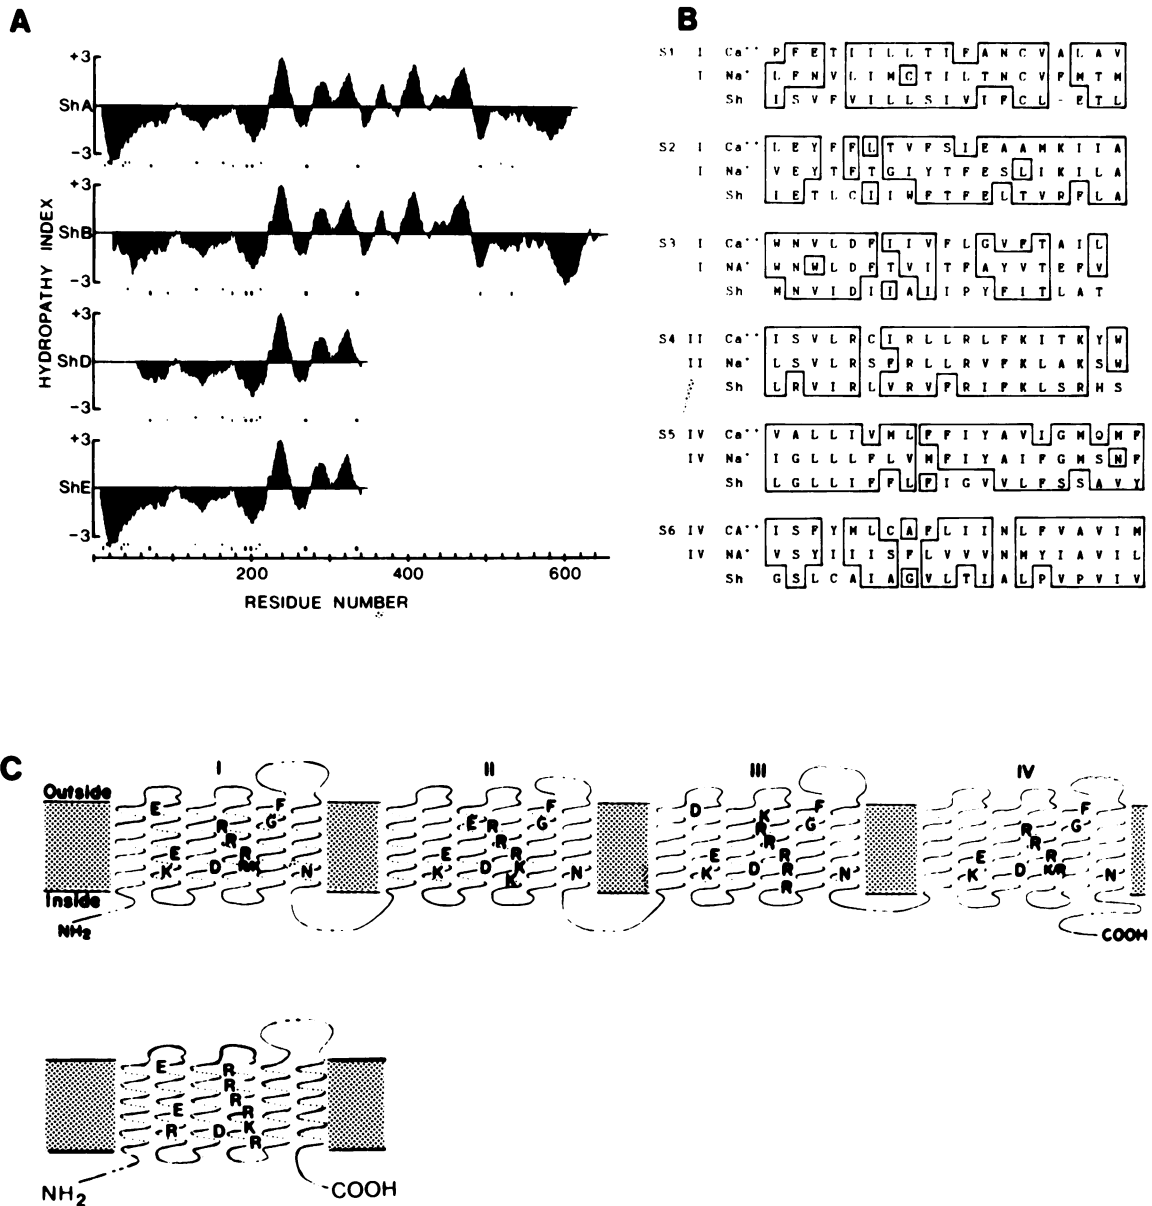 A
+3
ShA
-3
+3
ShB
-3
+3
ShD
-3
+3
ShE
-3
HYDROPATHY INDEX
200 400 600
RESIDUE NUMBER
B
S1 I Ca++ P F E T I I L L T I F A N C V A L A V
I Na+ L F N V L I M C T I L T N C V F M T M
Sh I S V F V I L L S I V I F C L - E T L
S2 I Ca++ L E Y F F L T V F S I E A A M K I I A
I Na+ V E Y T F T G I Y T F E S L I K I L A
Sh I E T L C I I W F T F E L T V R F L A
S3 I Ca++ W N V L D F I I V F L G V F T A I L
I NA+ W N W L D F T V I T F A Y V T E F V
Sh M N V I D I I A I I P Y F I T L A T
S4 II Ca++ I S V L R C I R L L R L F K I T K Y W
II Na+ L S V L R S F R L L R V F K L A K S W
Sh L R V I R L V R V F R I F K L S R H S
S5 IV Ca++ V A L L I V M L F F I Y A V I G M Q M F
IV Na+ I G L L L F L V M F I Y A I F G M S N F
Sh L G L L I F F L F I G V V L F S S A V Y
S6 IV CA++ I S F Y M L C A F L I I N L F V A V I M
IV NA+ V S Y I I I S F L V V V N M Y I A V I L
Sh G S L C A I A G V L T I A L P V P V I V
C
I II III IV
Outside
E R R R R K E K D F G N
E R R R K K E K D F G N
D K R R R R R E K D F G N
R R R K R E K D F G N
Inside
NH2
COOH
E R R R R K R E R D
NH2
COOH